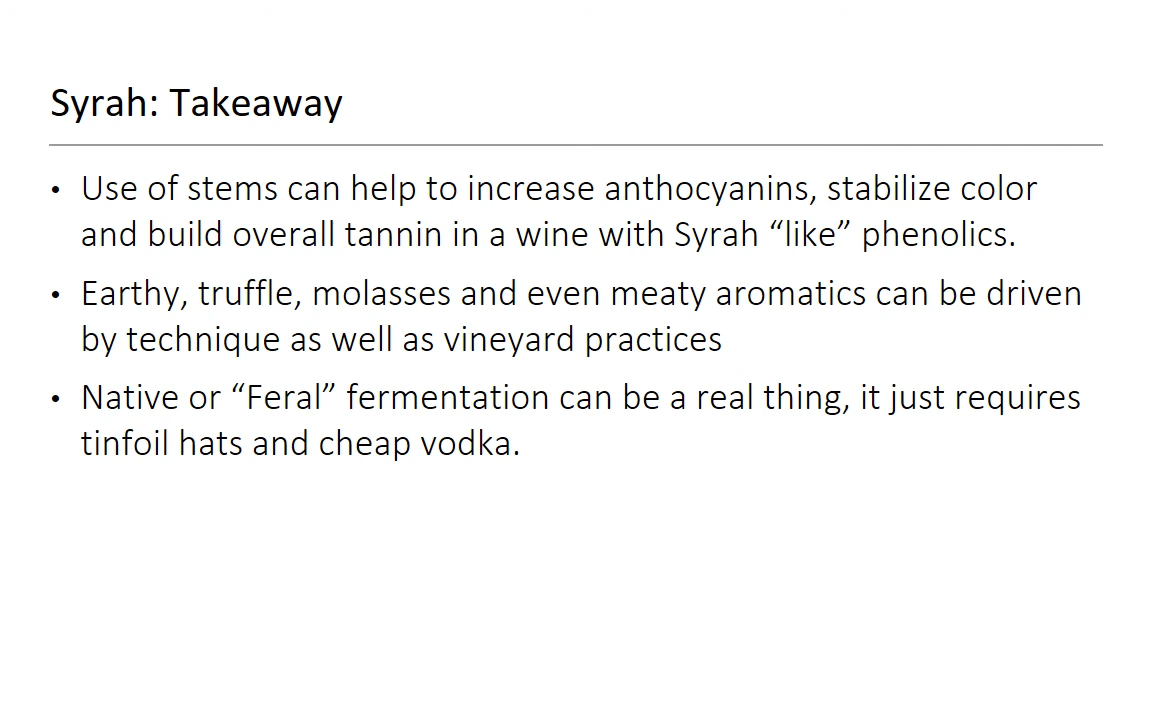 Syrah: Takeaway
• Use of stems can help to increase anthocyanins, stabilize color
and build overall tannin in a wine with Syrah “like” phenolics.
• Earthy, truffle, molasses and even meaty aromatics can be driven
by technique as well as vineyard practices
• Native or “Feral” fermentation can be a real thing, it just requires
tinfoil hats and cheap vodka.